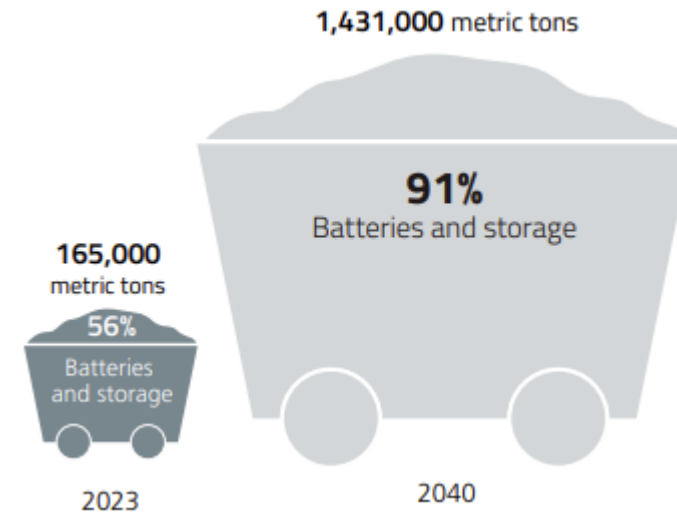 1,431,000 metric tons
91%
Batteries and storage
165,000
metric tons
56%
Batteries
and storage
2023
2040